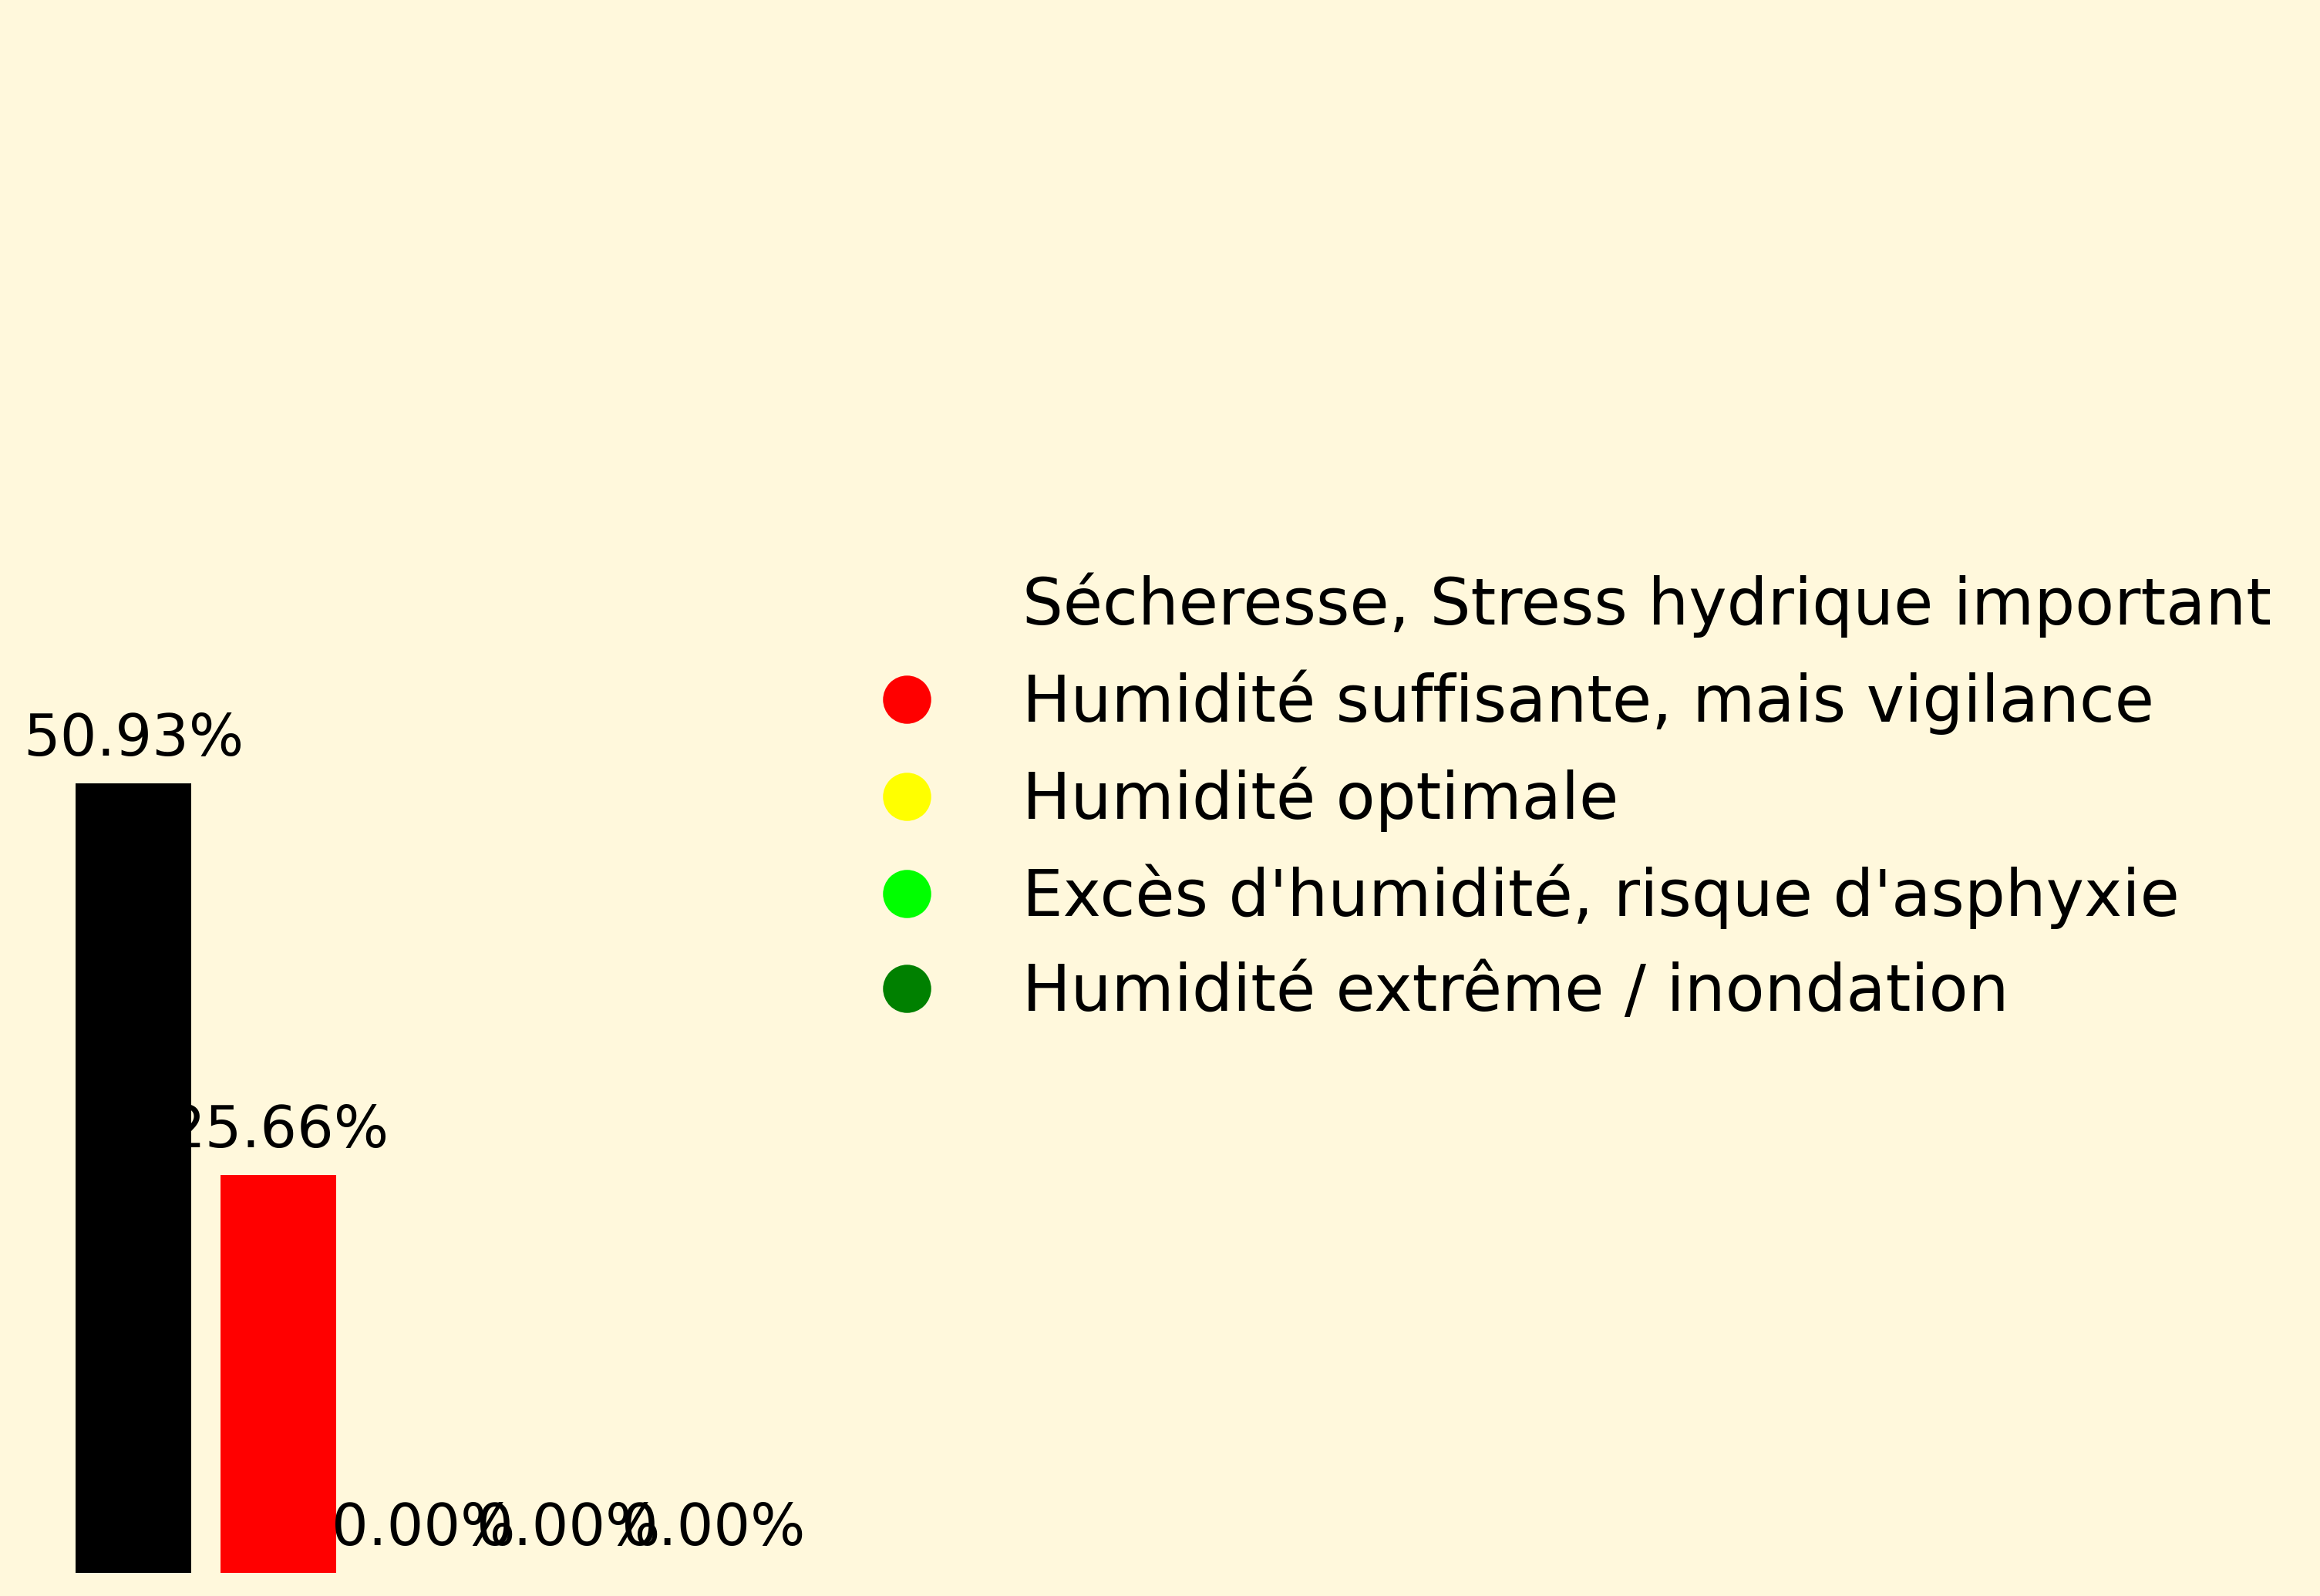 Sécheresse, Stress hydrique important
Humidité suffisante, mais vigilance
Humidité optimale
Excès d'humidité, risque d'asphyxie
Humidité extrême / inondation
50.93%
25.66%
0.00%
0.00%
0.00%